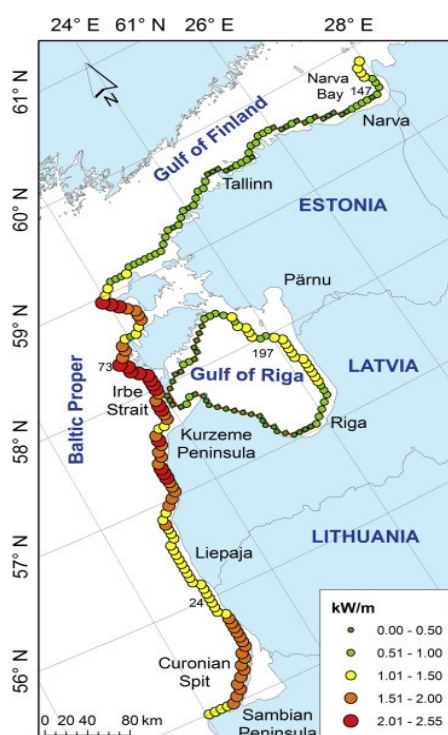 24° E 61° N 26° E 28° E
61° N
60° N
59° N
58° N
57° N
56° N
N
Gulf of Finland
Narva
Bay
147
Narva
Tallinn
ESTONIA
Pärnu
197
Gulf of Riga
LATVIA
73
Irbe
Strait
Baltic Proper
Riga
Kurzeme
Peninsula
LITHUANIA
Liepaja
24
Curonian
Spit
Sambian
Peninsula
0 20 40 80 km
kW/m
0.00 - 0.50
0.51 - 1.00
1.01 - 1.50
1.51 - 2.00
2.01 - 2.55